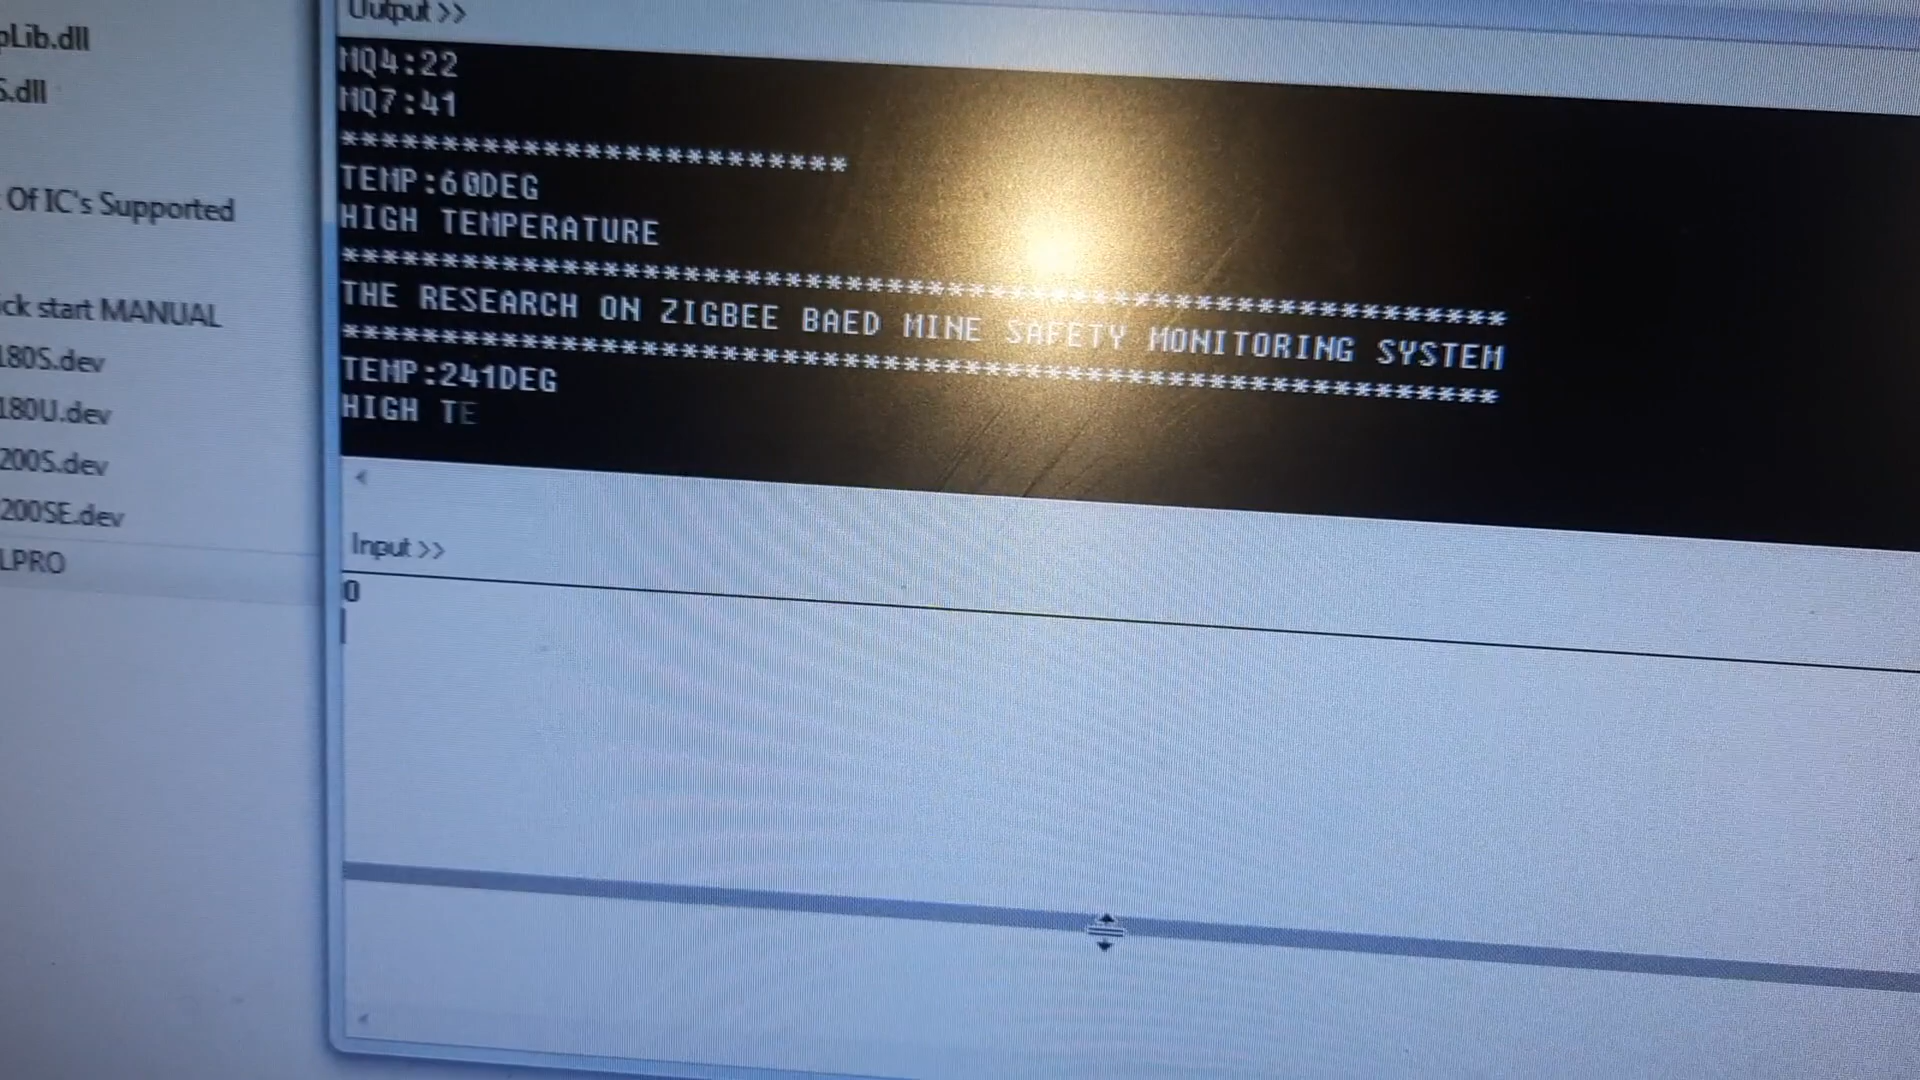 Output >>
pLib.dll
S.dll
Of IC's Supported
ick start MANUAL
180S.dev
180U.dev
200S.dev
200SE.dev
LPRO
MQ4:22
MQ7:41
**************************
TEMP:60DEG
HIGH TEMPERATURE
************************************************************
THE RESEARCH ON ZIGBEE BAED MINE SAFETY MONITORING SYSTEM
************************************************************
TEMP:241DEG
HIGH TE
Input >>
0